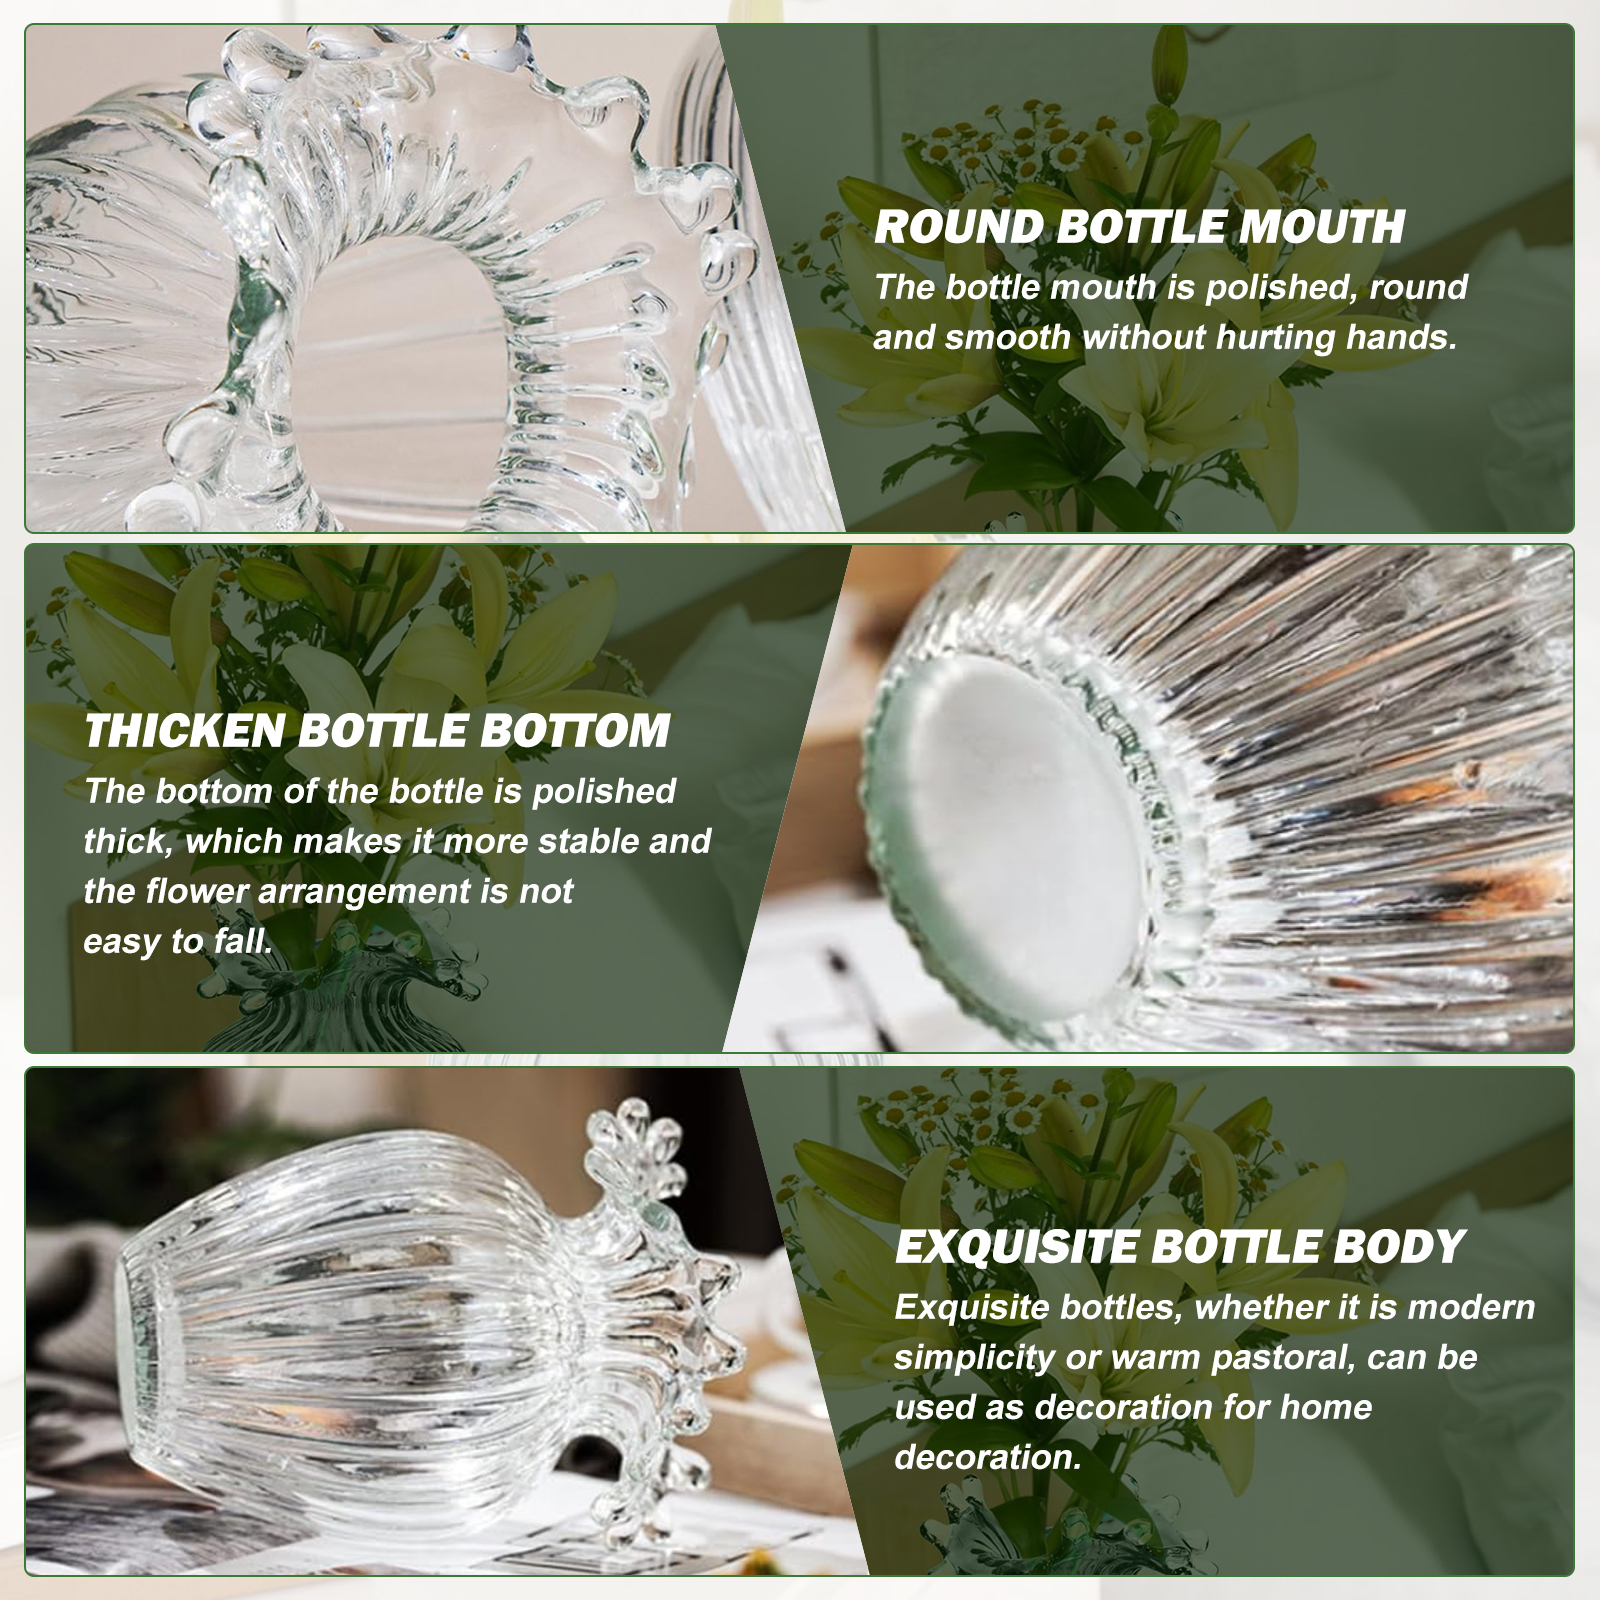 ROUND BOTTLE MOUTH
The bottle mouth is polished, round
and smooth without hurting hands.
THICKEN BOTTLE BOTTOM
The bottom of the bottle is polished
thick, which makes it more stable and
the flower arrangement is not
easy to fall.
EXQUISITE BOTTLE BODY
Exquisite bottles, whether it is modern
simplicity or warm pastoral, can be
used as decoration for home
decoration.